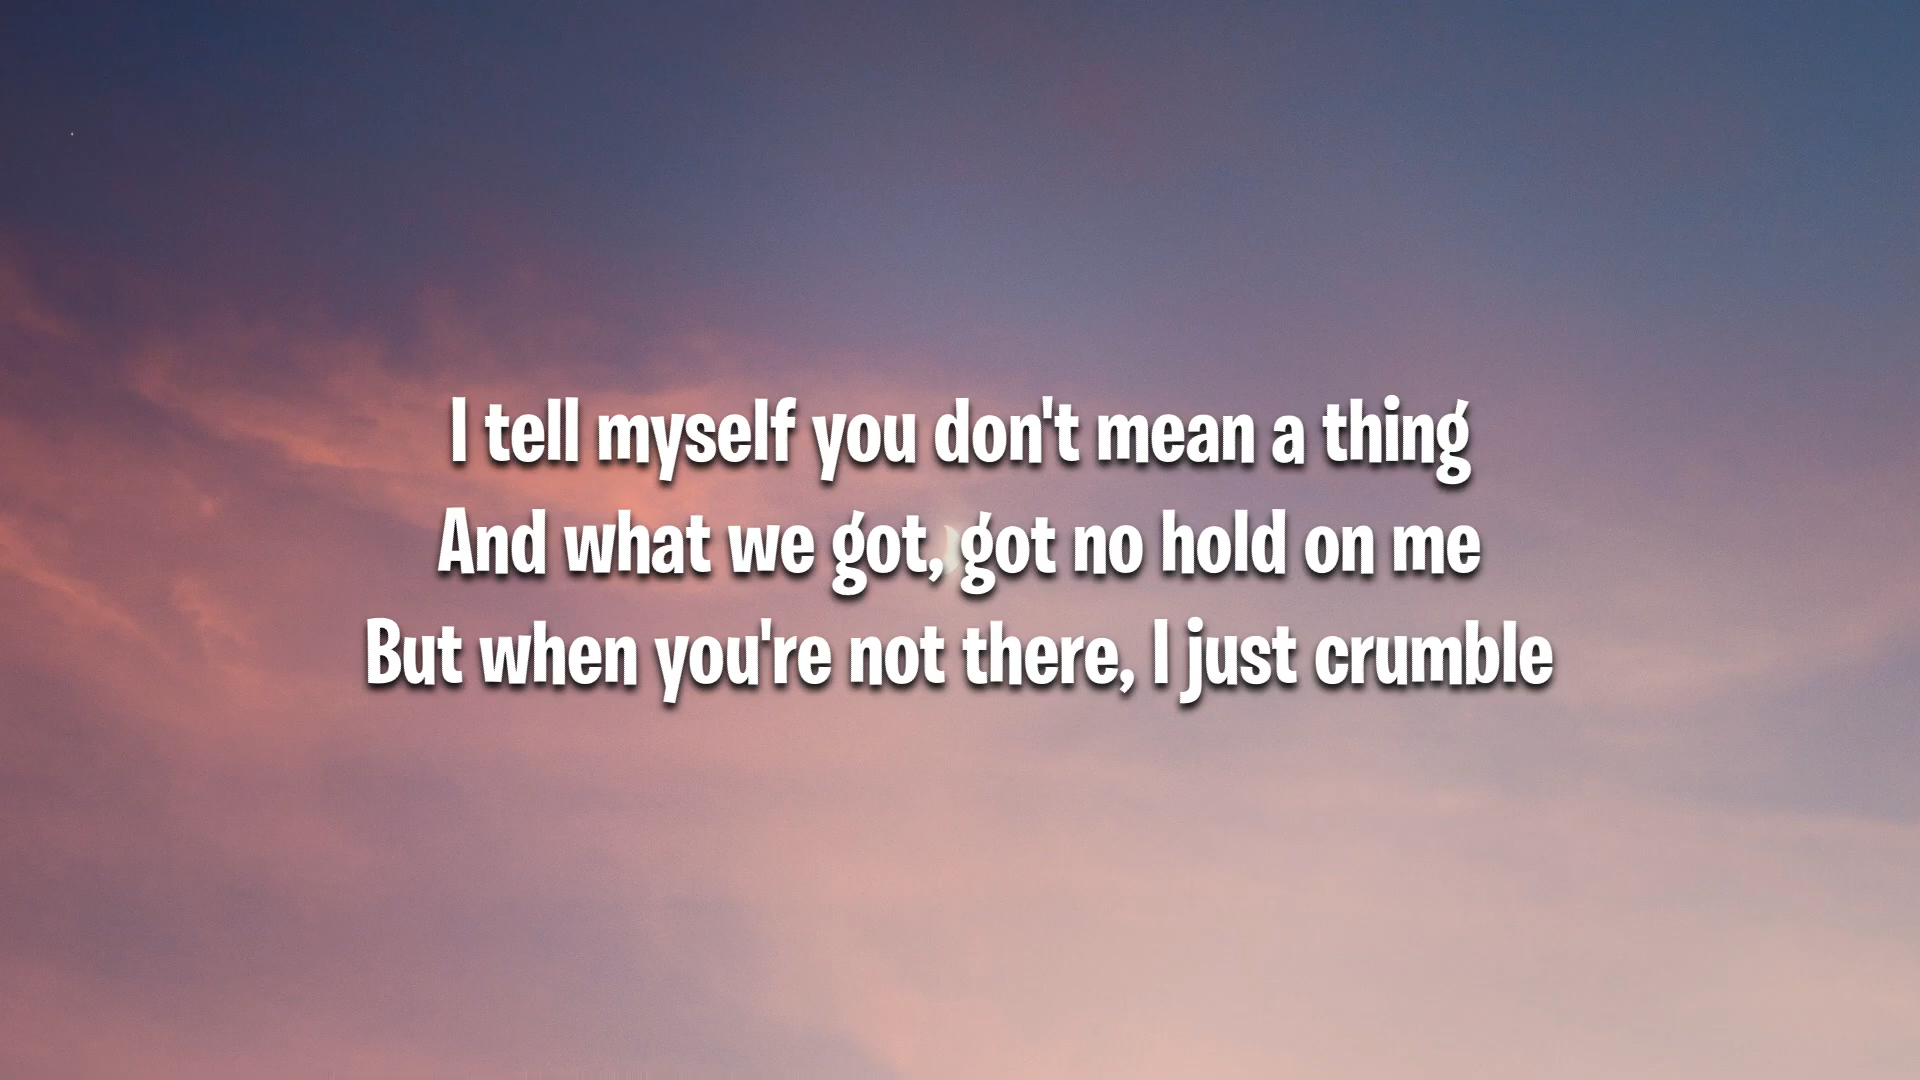 I tell myself you don't mean a thing
And what we got, got no hold on me
But when you're not there, I just crumble